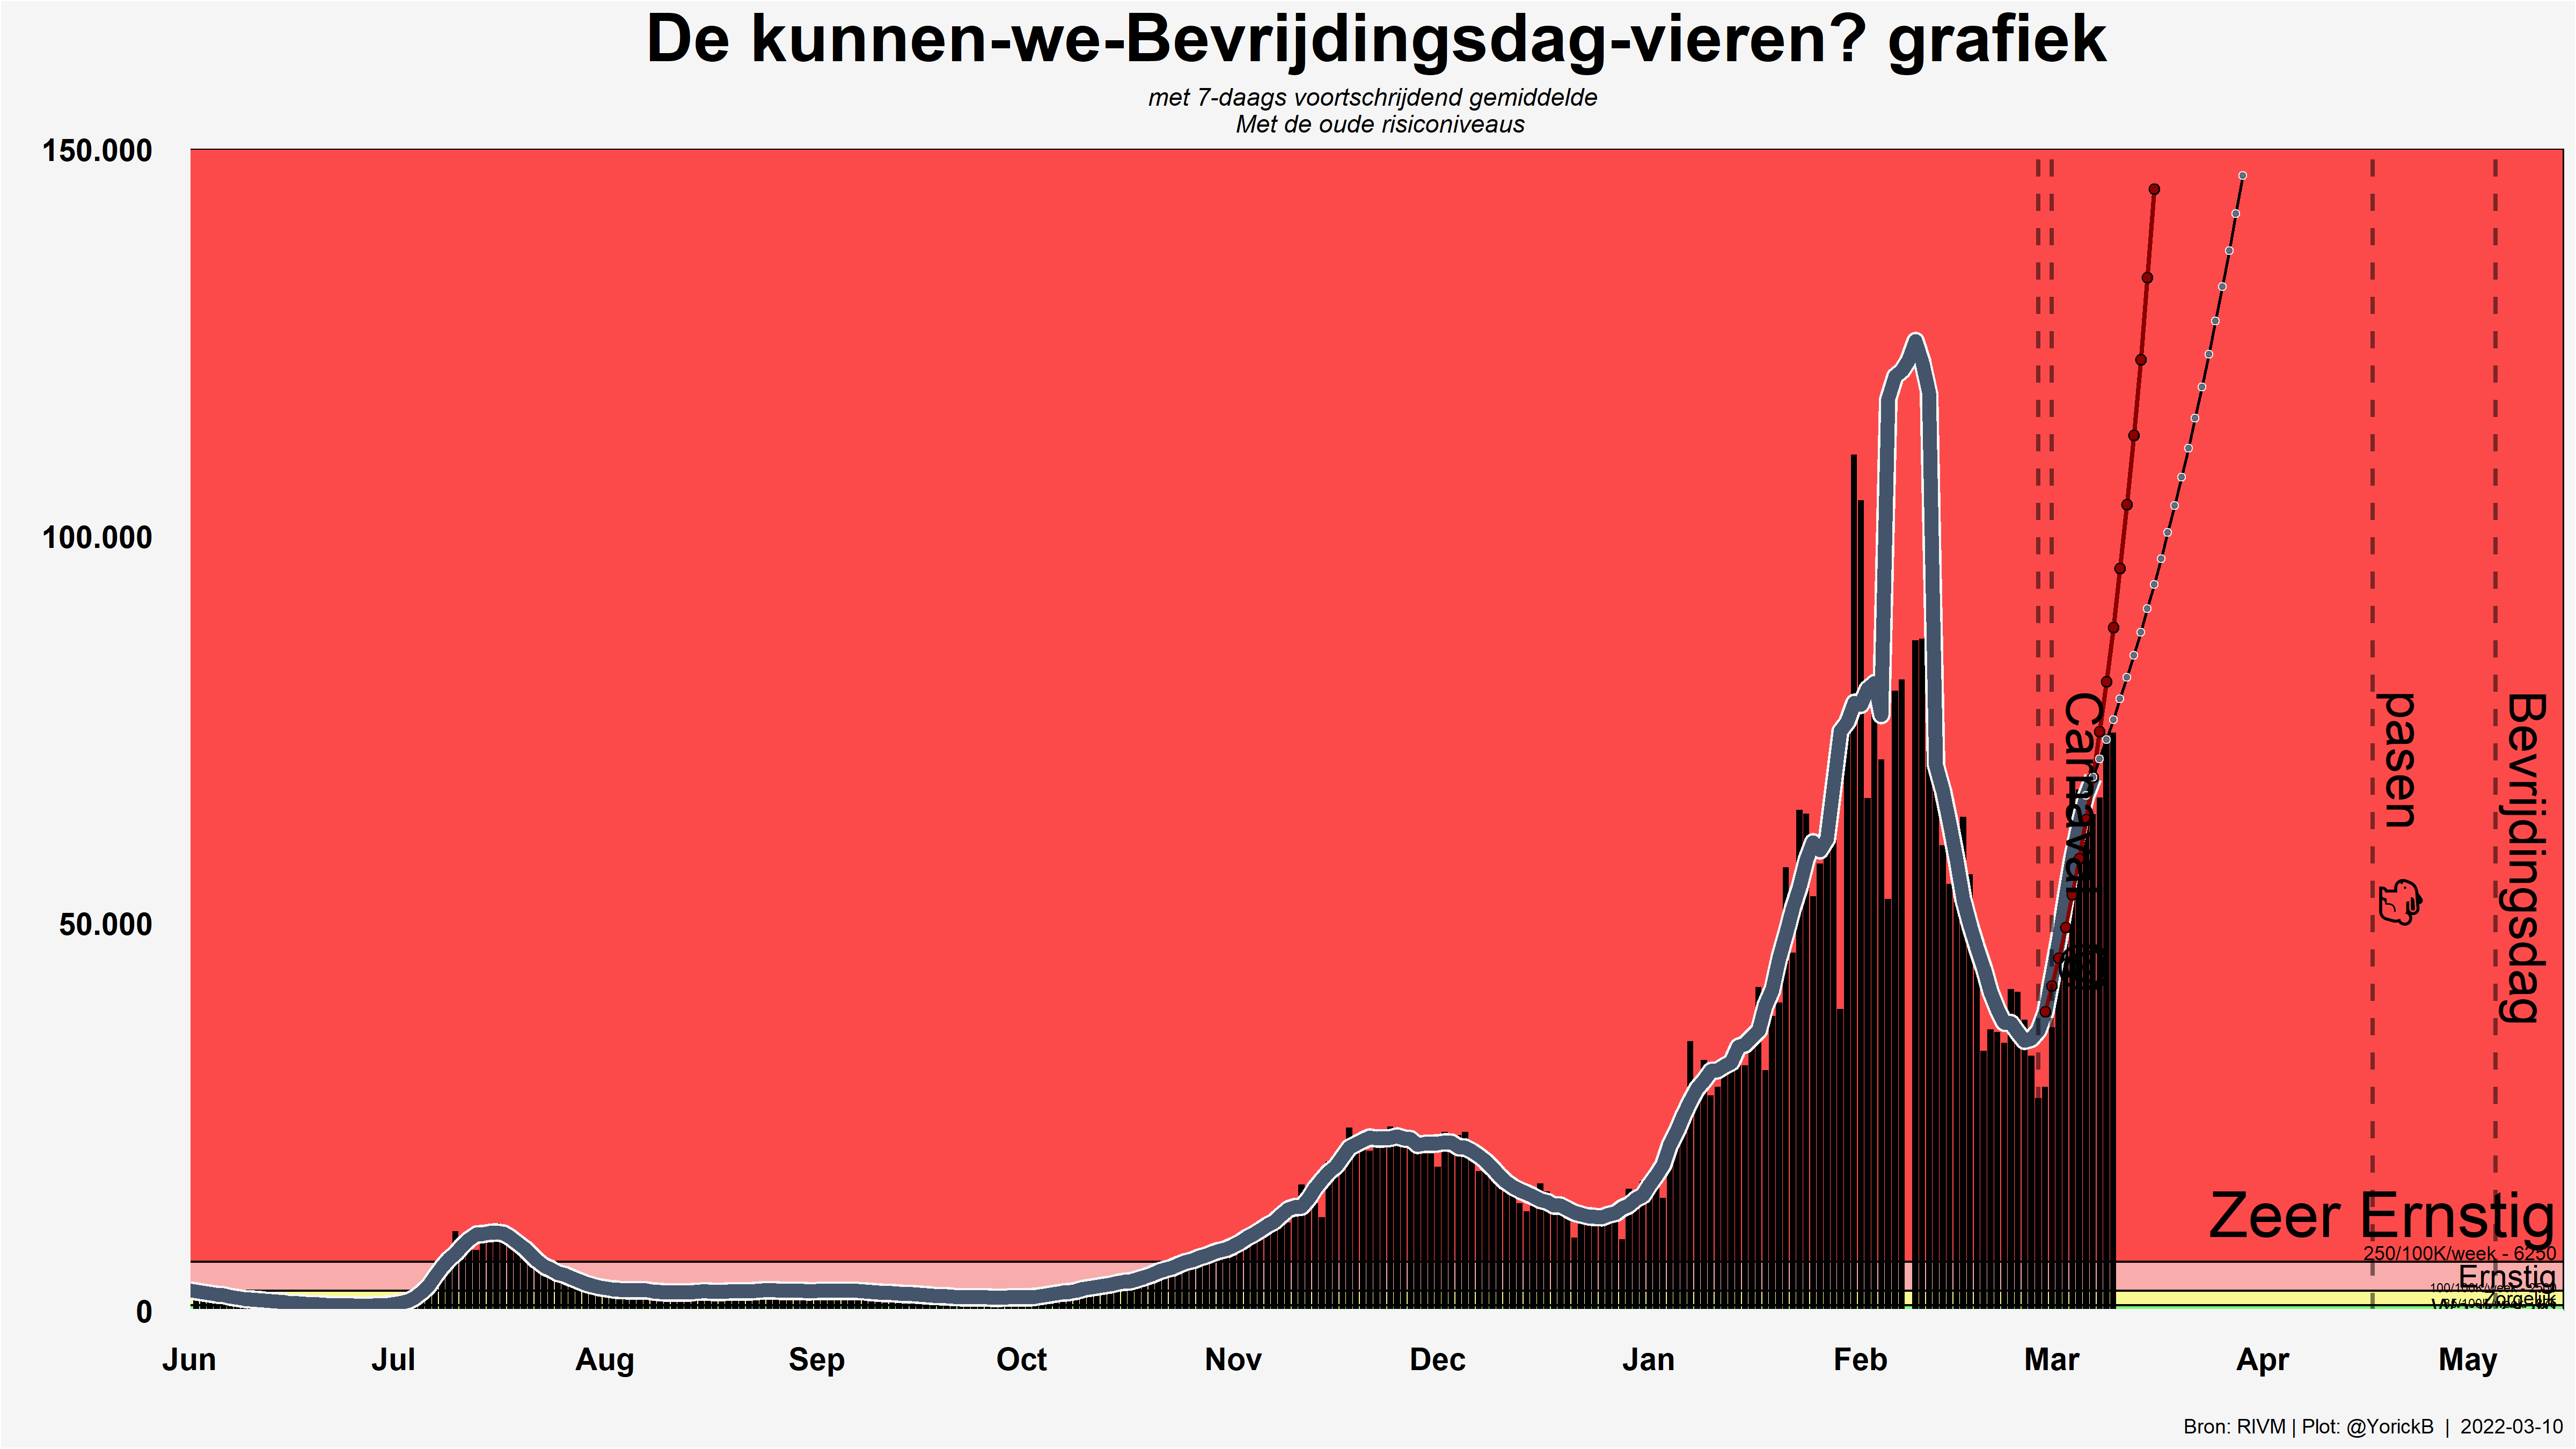 De kunnen-we-Bevrijdingsdag-vieren? grafiek
met 7-daags voortschrijdend gemiddelde
Met de oude risiconiveaus
150.000
100.000
50.000
0
Carnaval
pasen
Bevrijdingsdag
Zeer Ernstig
250/100K/week - 6250
Ernstig
Zorgelijk
Jun Jul Aug Sep Oct Nov Dec Jan Feb Mar Apr May
Bron: RIVM | Plot: @YorickB | 2022-03-10